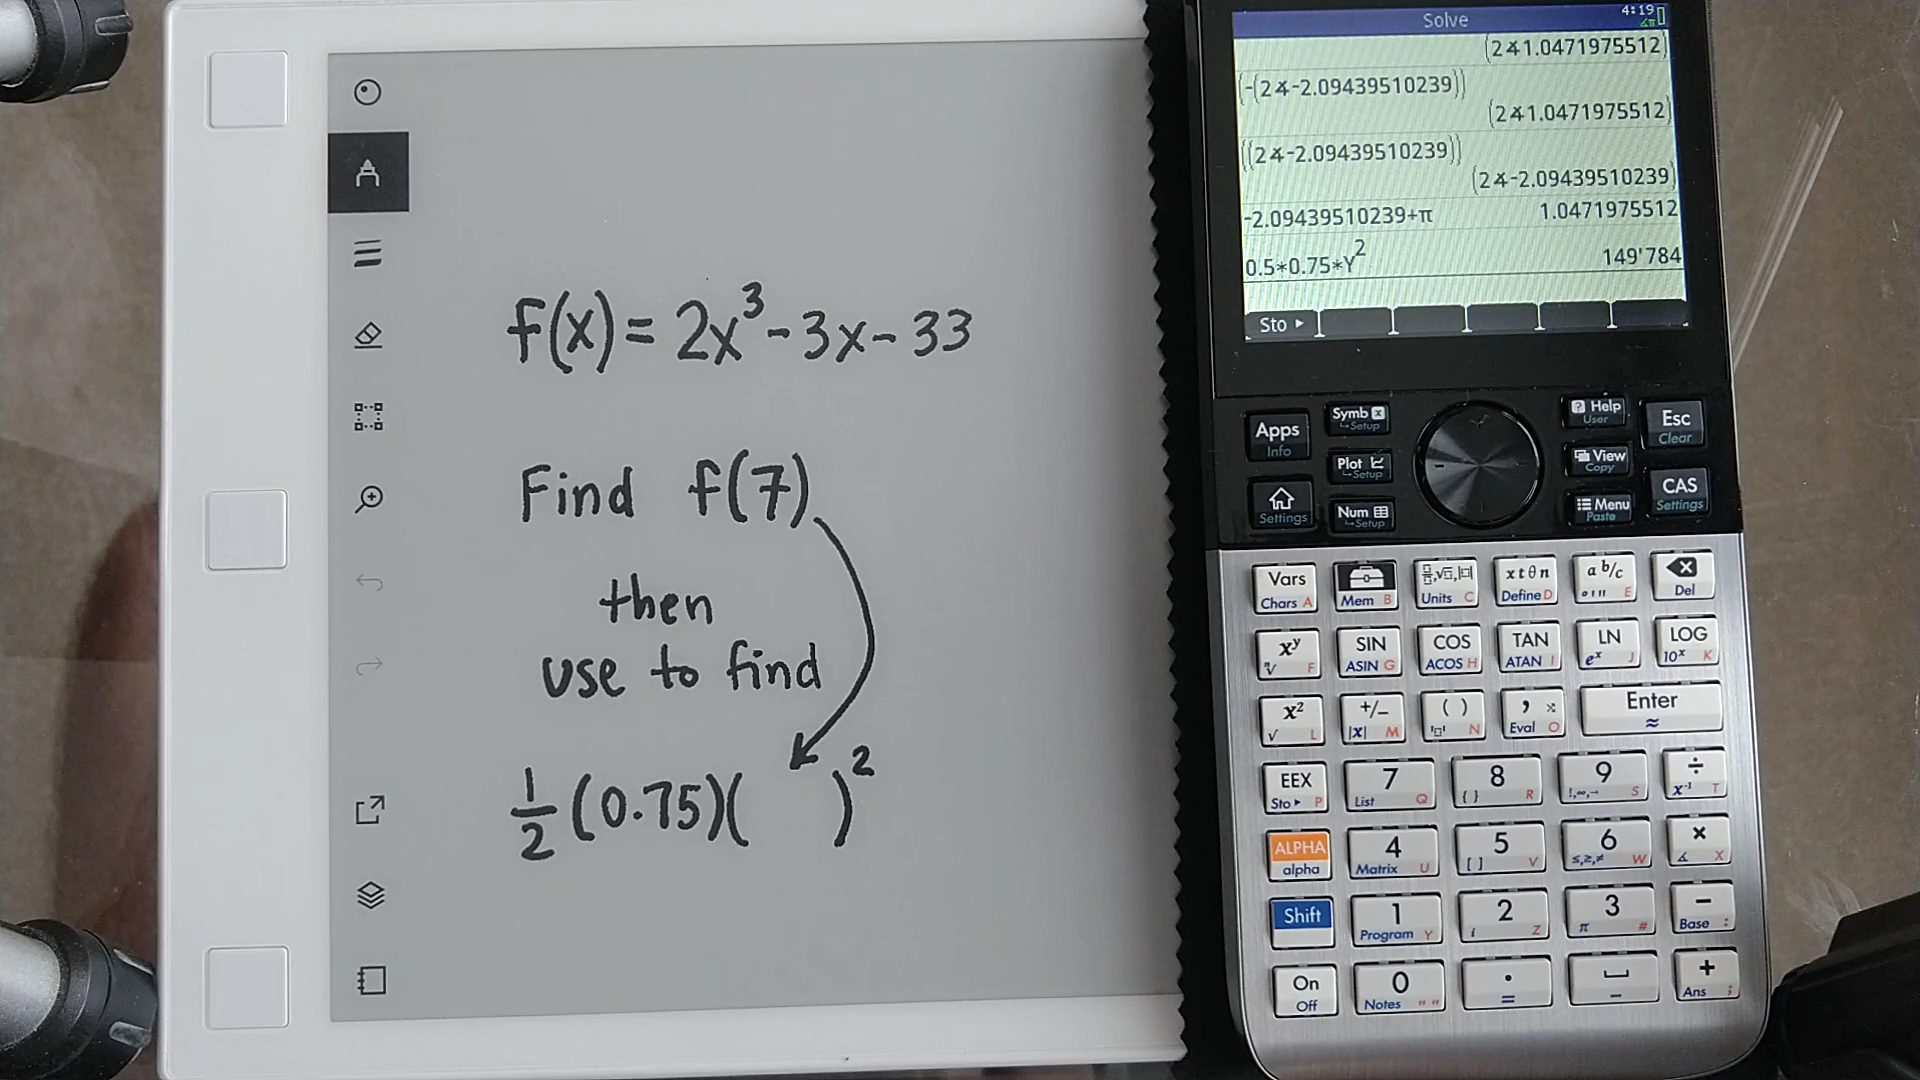 f(x) = 2x³ - 3x - 33
Find f(7)
then
use to find
½ (0.75)( )²
Solve 4:19
(2∡1.0471975512)
(-(2∡-2.09439510239))
(2∡1.0471975512)
((2∡-2.09439510239))
(2∡-2.09439510239)
-2.09439510239+π 1.0471975512
0.5*0.75*Y² 149'784
Sto ▸
Apps Symb Help Esc
Info Setup User Clear
Plot View CAS
Setup Copy Settings
Settings Num Menu
Setup Paste
Vars x t θ n a b/c
Chars A Mem B Units C Define D ° ' " E Del
xʸ SIN COS TAN LN LOG
F ASIN G ACOS H ATAN I eˣ J 10ˣ K
x² +/- ( ) , Enter
√ L |x| M N Eval O ≈
EEX 7 8 9 ÷
Sto ▸ P List Q { } R !,∞,→ S x⁻¹ T
ALPHA 4 5 6 ×
alpha Matrix U [ ] V ≤,≥,≠ W ∡ X
Shift 1 2 3 −
Program Y i Z π # Base :
On 0 . +
Off Notes " " = _ Ans ;